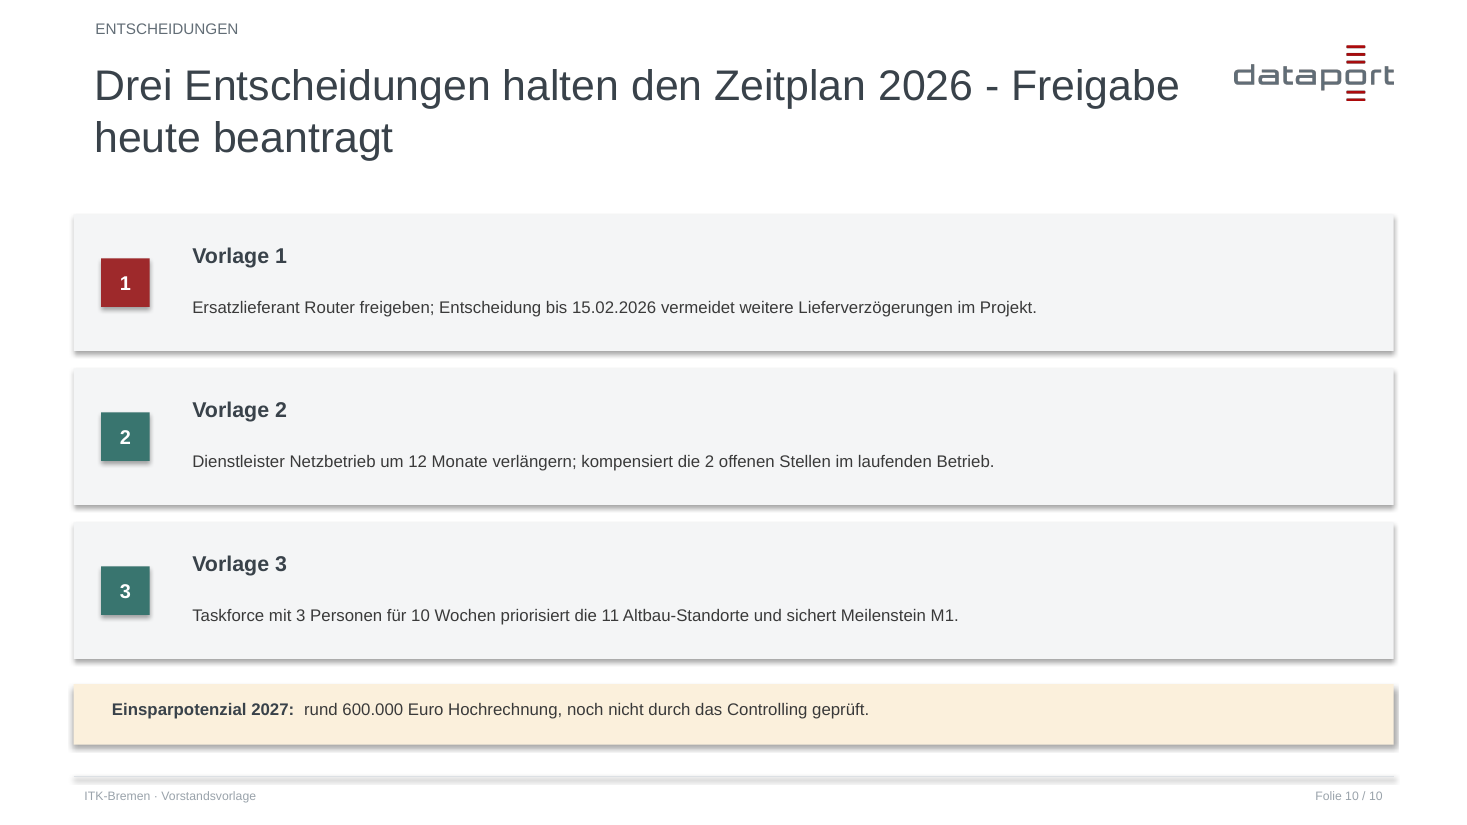 ENTSCHEIDUNGEN
Drei Entscheidungen halten den Zeitplan 2026 - Freigabe
heute beantragt
dataport
1
Vorlage 1
Ersatzlieferant Router freigeben; Entscheidung bis 15.02.2026 vermeidet weitere Lieferverzögerungen im Projekt.
2
Vorlage 2
Dienstleister Netzbetrieb um 12 Monate verlängern; kompensiert die 2 offenen Stellen im laufenden Betrieb.
3
Vorlage 3
Taskforce mit 3 Personen für 10 Wochen priorisiert die 11 Altbau-Standorte und sichert Meilenstein M1.
Einsparpotenzial 2027: rund 600.000 Euro Hochrechnung, noch nicht durch das Controlling geprüft.
ITK-Bremen · Vorstandsvorlage
Folie 10 / 10